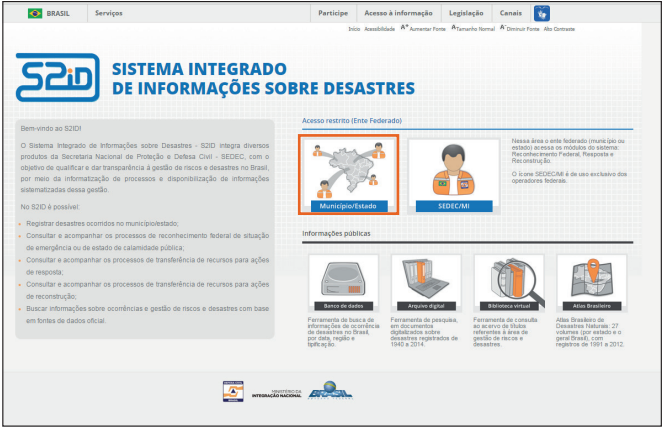 BRASIL Serviços Participe Acesso à informação Legislação Canais
Início Acessibilidade A+ Aumentar Fonte A Tamanho Normal A- Diminuir Fonte Alto Contraste
S2iD
SISTEMA INTEGRADO
DE INFORMAÇÕES SOBRE DESASTRES
Bem-vindo ao S2ID!
O Sistema Integrado de Informações sobre Desastres - S2ID integra diversos
produtos da Secretaria Nacional de Proteção e Defesa Civil - SEDEC, com o
objetivo de qualificar e dar transparência à gestão de riscos e desastres no Brasil,
por meio da informatização de processos e disponibilização de informações
sistematizadas dessa gestão.
No S2ID é possível:
Registrar desastres ocorridos no município/estado;
Consultar e acompanhar os processos de reconhecimento federal de situação
de emergência ou de estado de calamidade pública;
Consultar e acompanhar os processos de transferência de recursos para ações
de resposta;
Consultar e acompanhar os processos de transferência de recursos para ações
de reconstrução;
Buscar informações sobre ocorrências e gestão de riscos e desastres com base
em fontes de dados oficial.
Acesso restrito (Ente Federado)
Município/Estado
SEDEC/MI
Nessa área o ente federado (município ou
estado) acessa os módulos do sistema:
Reconhecimento Federal, Resposta e
Reconstrução.
O ícone SEDEC/MI é de uso exclusivo dos
operadores federais.
Informações públicas
Banco de dados
Ferramenta de busca de
informações de ocorrência
de desastres no Brasil,
por data, região e
tipificação.
Arquivo digital
Ferramenta de pesquisa,
em documentos
digitalizados sobre
desastres registrados de
1940 a 2014.
Biblioteca virtual
Ferramenta de consulta
ao acervo de títulos
referentes à área de
gestão de riscos e
desastres.
Atlas Brasileiro
Atlas Brasileiro de
Desastres Naturais: 27
volumes (por estado e o
geral Brasil), com
registros de 1991 a 2012.
MINISTÉRIO DA
INTEGRAÇÃO NACIONAL
BRASIL